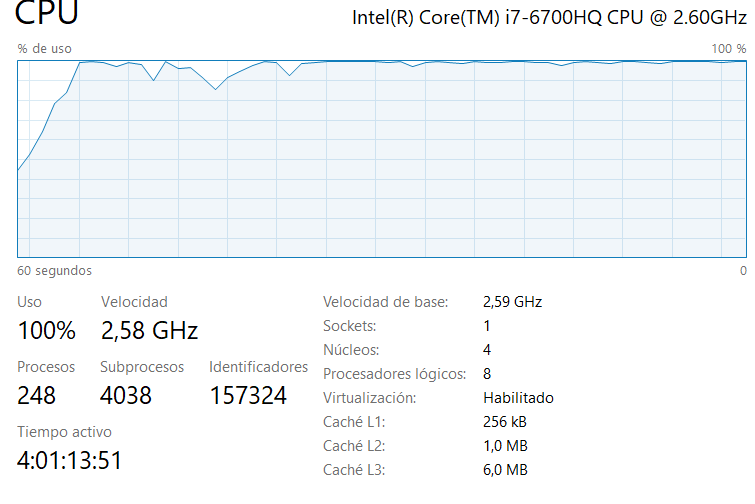 CPU
Intel(R) Core(TM) i7-6700HQ CPU @ 2.60GHz
% de uso
100 %
60 segundos
0
Uso
Velocidad
100%
2,58 GHz
Procesos
Subprocesos
Identificadores
248
4038
157324
Tiempo activo
4:01:13:51
Velocidad de base:
2,59 GHz
Sockets:
1
Núcleos:
4
Procesadores lógicos:
8
Virtualización:
Habilitado
Caché L1:
256 kB
Caché L2:
1,0 MB
Caché L3:
6,0 MB